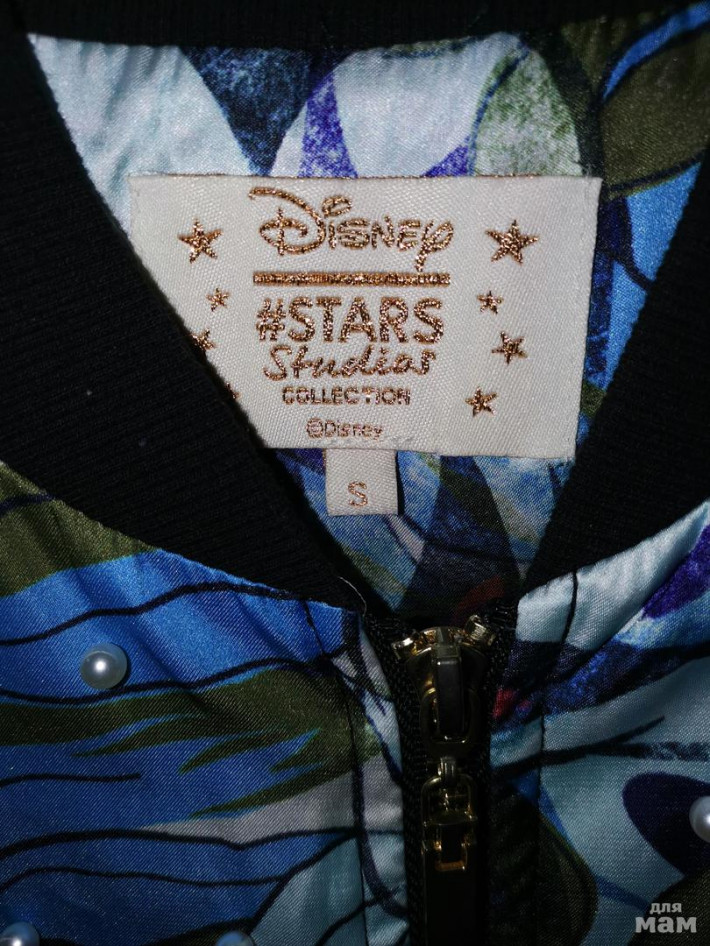 Disney
#STARS
Studios
COLLECTION
©Disney
S
для
мам